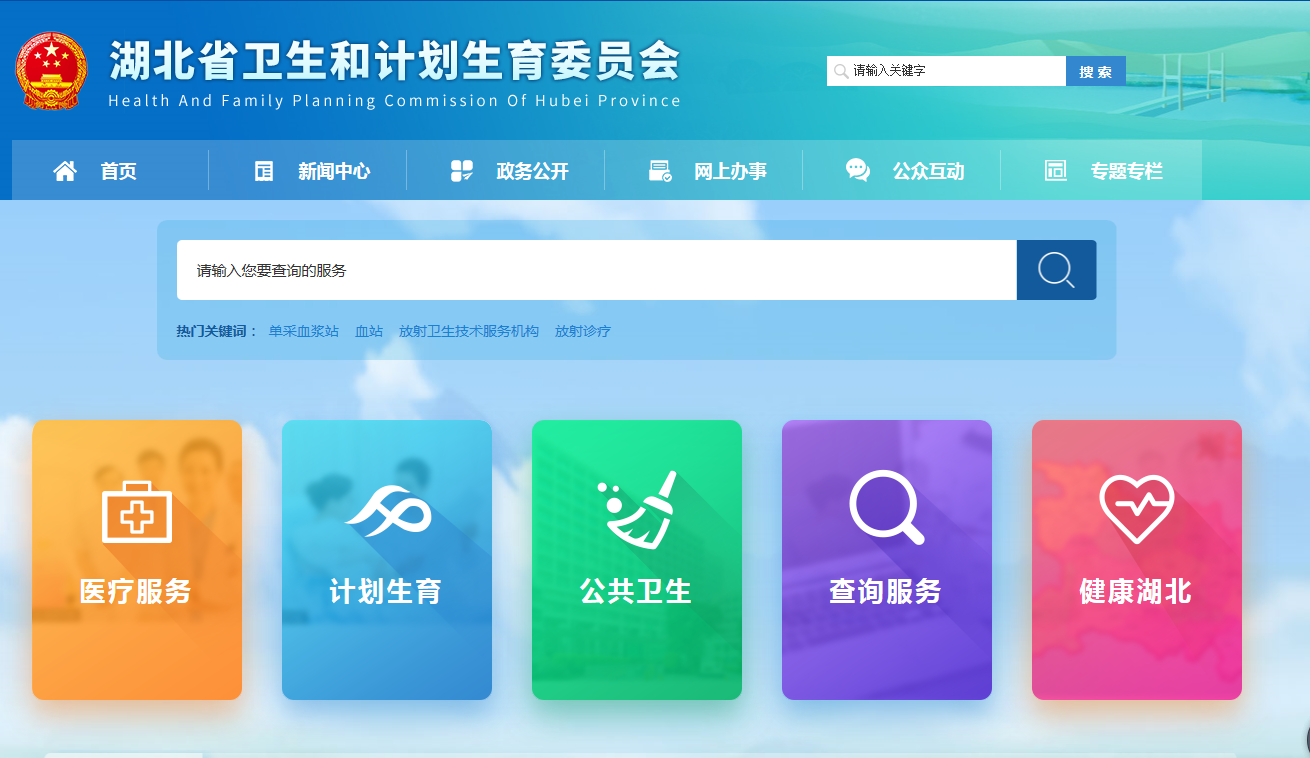 湖北省卫生和计划生育委员会
Health And Family Planning Commission Of Hubei Province
请输入关键字
搜 索
首页 新闻中心 政务公开 网上办事 公众互动 专题专栏
请输入您要查询的服务
热门关键词： 单采血浆站 血站 放射卫生技术服务机构 放射诊疗
医疗服务 计划生育 公共卫生 查询服务 健康湖北